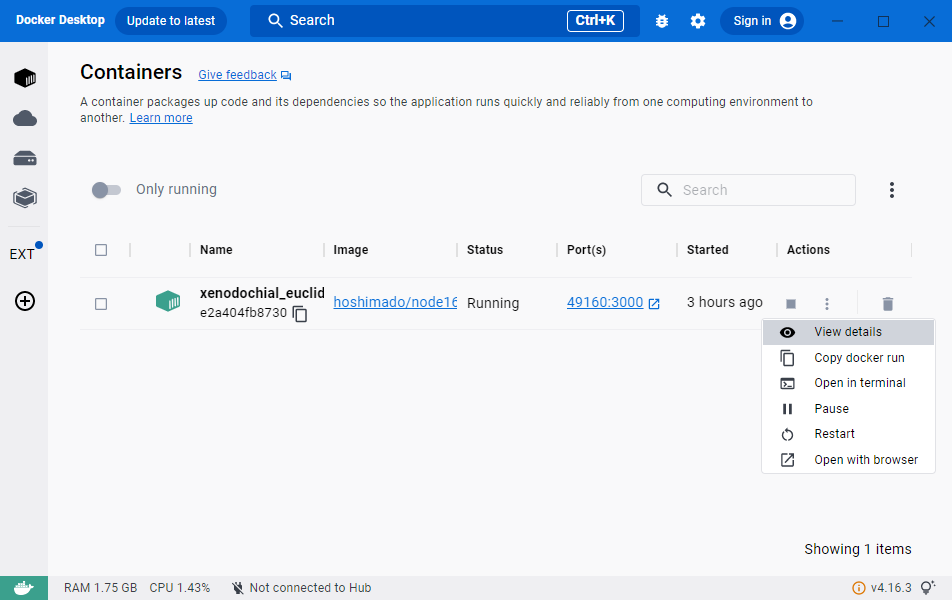 Docker Desktop Update to latest Search Ctrl+K Sign in
Containers Give feedback
A container packages up code and its dependencies so the application runs quickly and reliably from one computing environment to
another. Learn more
Only running Search
Name Image Status Port(s) Started Actions
xenodochial_euclid
hoshimado/node16 Running 49160:3000 3 hours ago
e2a404fb8730
View details
Copy docker run
Open in terminal
Pause
Restart
Open with browser
EXT
Showing 1 items
RAM 1.75 GB CPU 1.43% Not connected to Hub v4.16.3